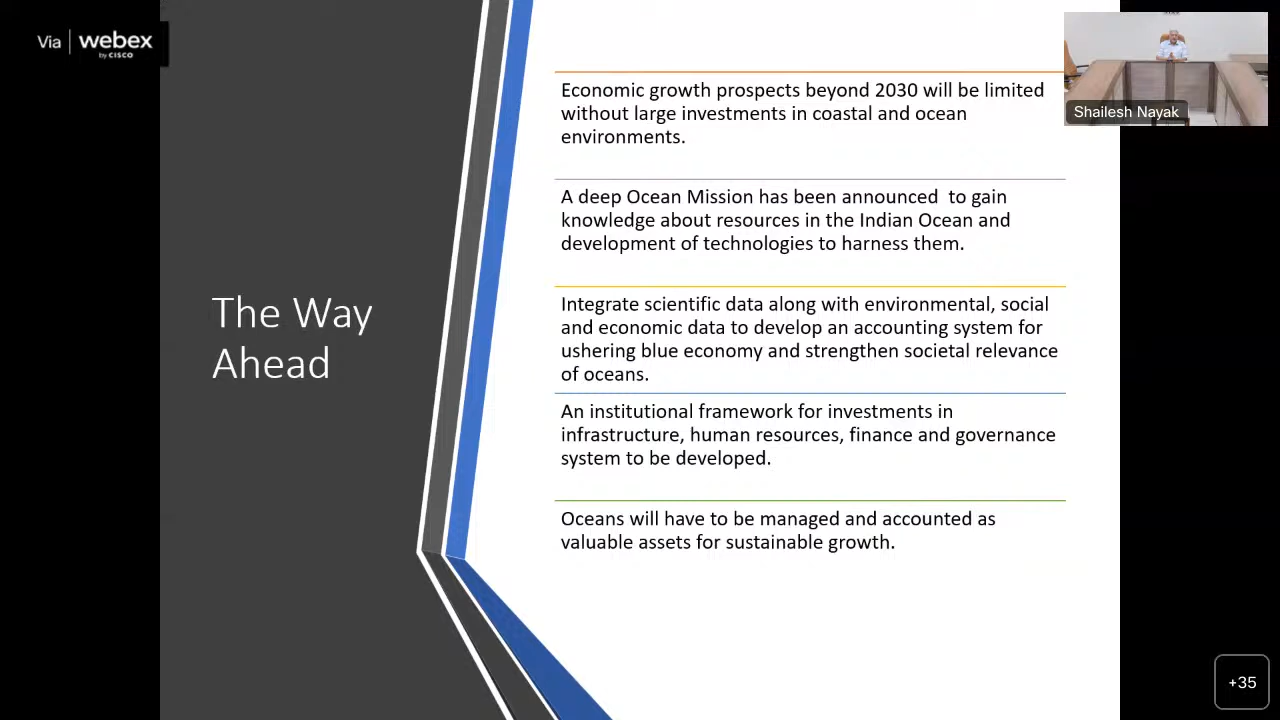 Via | webex
by CISCO
Shailesh Nayak
The Way
Ahead
Economic growth prospects beyond 2030 will be limited
without large investments in coastal and ocean
environments.
A deep Ocean Mission has been announced  to gain
knowledge about resources in the Indian Ocean and
development of technologies to harness them.
Integrate scientific data along with environmental, social
and economic data to develop an accounting system for
ushering blue economy and strengthen societal relevance
of oceans.
An institutional framework for investments in
infrastructure, human resources, finance and governance
system to be developed.
Oceans will have to be managed and accounted as
valuable assets for sustainable growth.
+35